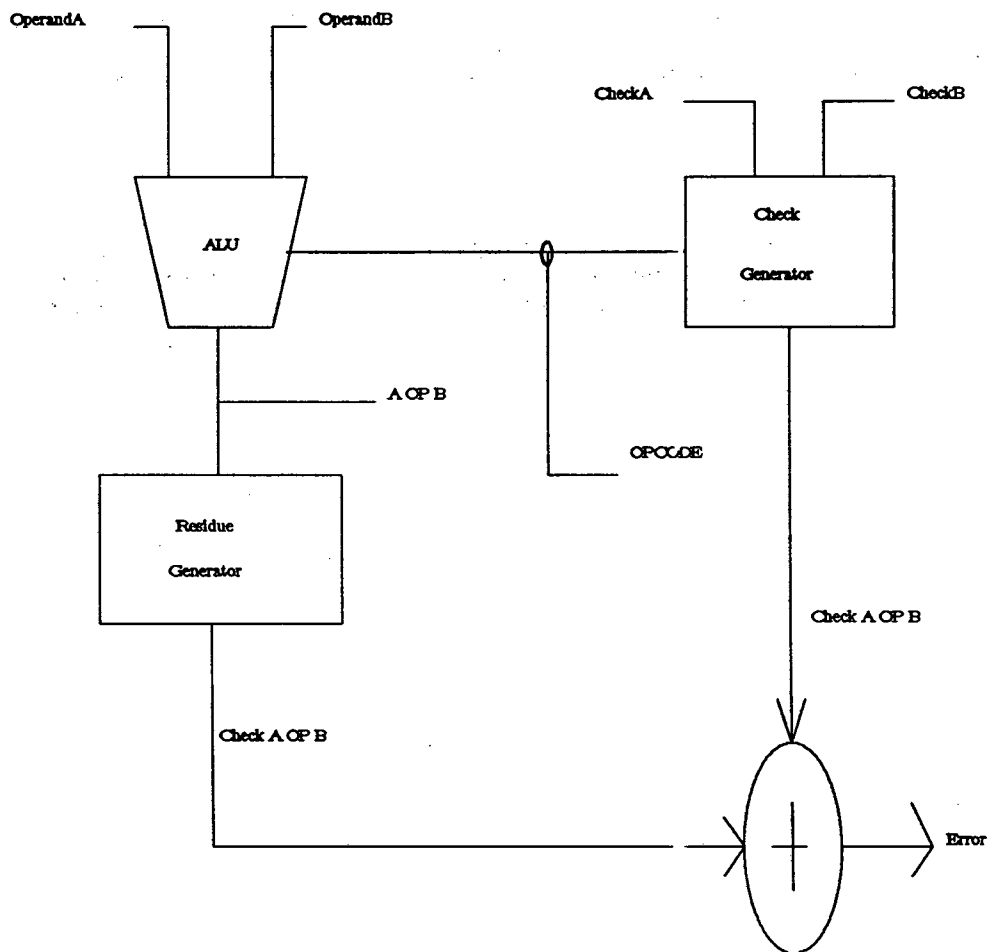 OperandA
OperandB
CheckA
CheckB
ALU
Check
Generator
A OP B
OPCODE
Residue
Generator
Check A OP B
Check A OP B
Error